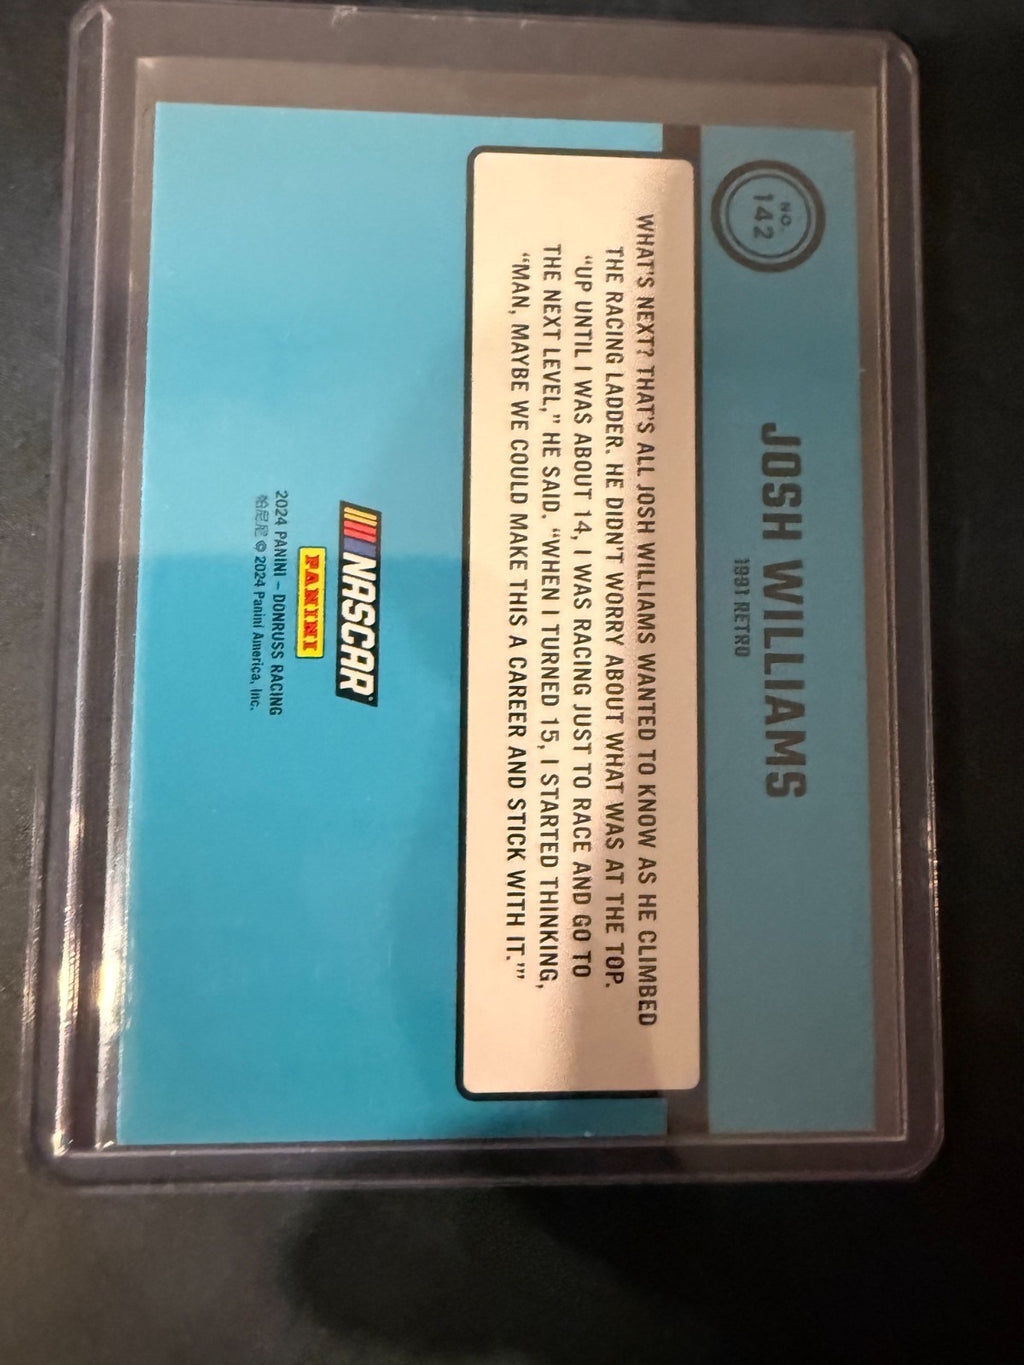 NO.
142
JOSH WILLIAMS
1991 RETRO
WHAT'S NEXT? THAT'S ALL JOSH WILLIAMS WANTED TO KNOW AS HE CLIMBED
THE RACING LADDER. HE DIDN'T WORRY ABOUT WHAT WAS AT THE TOP.
“UP UNTIL I WAS ABOUT 14, I WAS RACING JUST TO RACE AND GO TO
THE NEXT LEVEL,” HE SAID. “WHEN I TURNED 15, I STARTED THINKING,
“MAN, MAYBE WE COULD MAKE THIS A CAREER AND STICK WITH IT.’”
NASCAR
PANINI
2024 PANINI – DONRUSS RACING
帕尼尼 © 2024 Panini America, Inc.